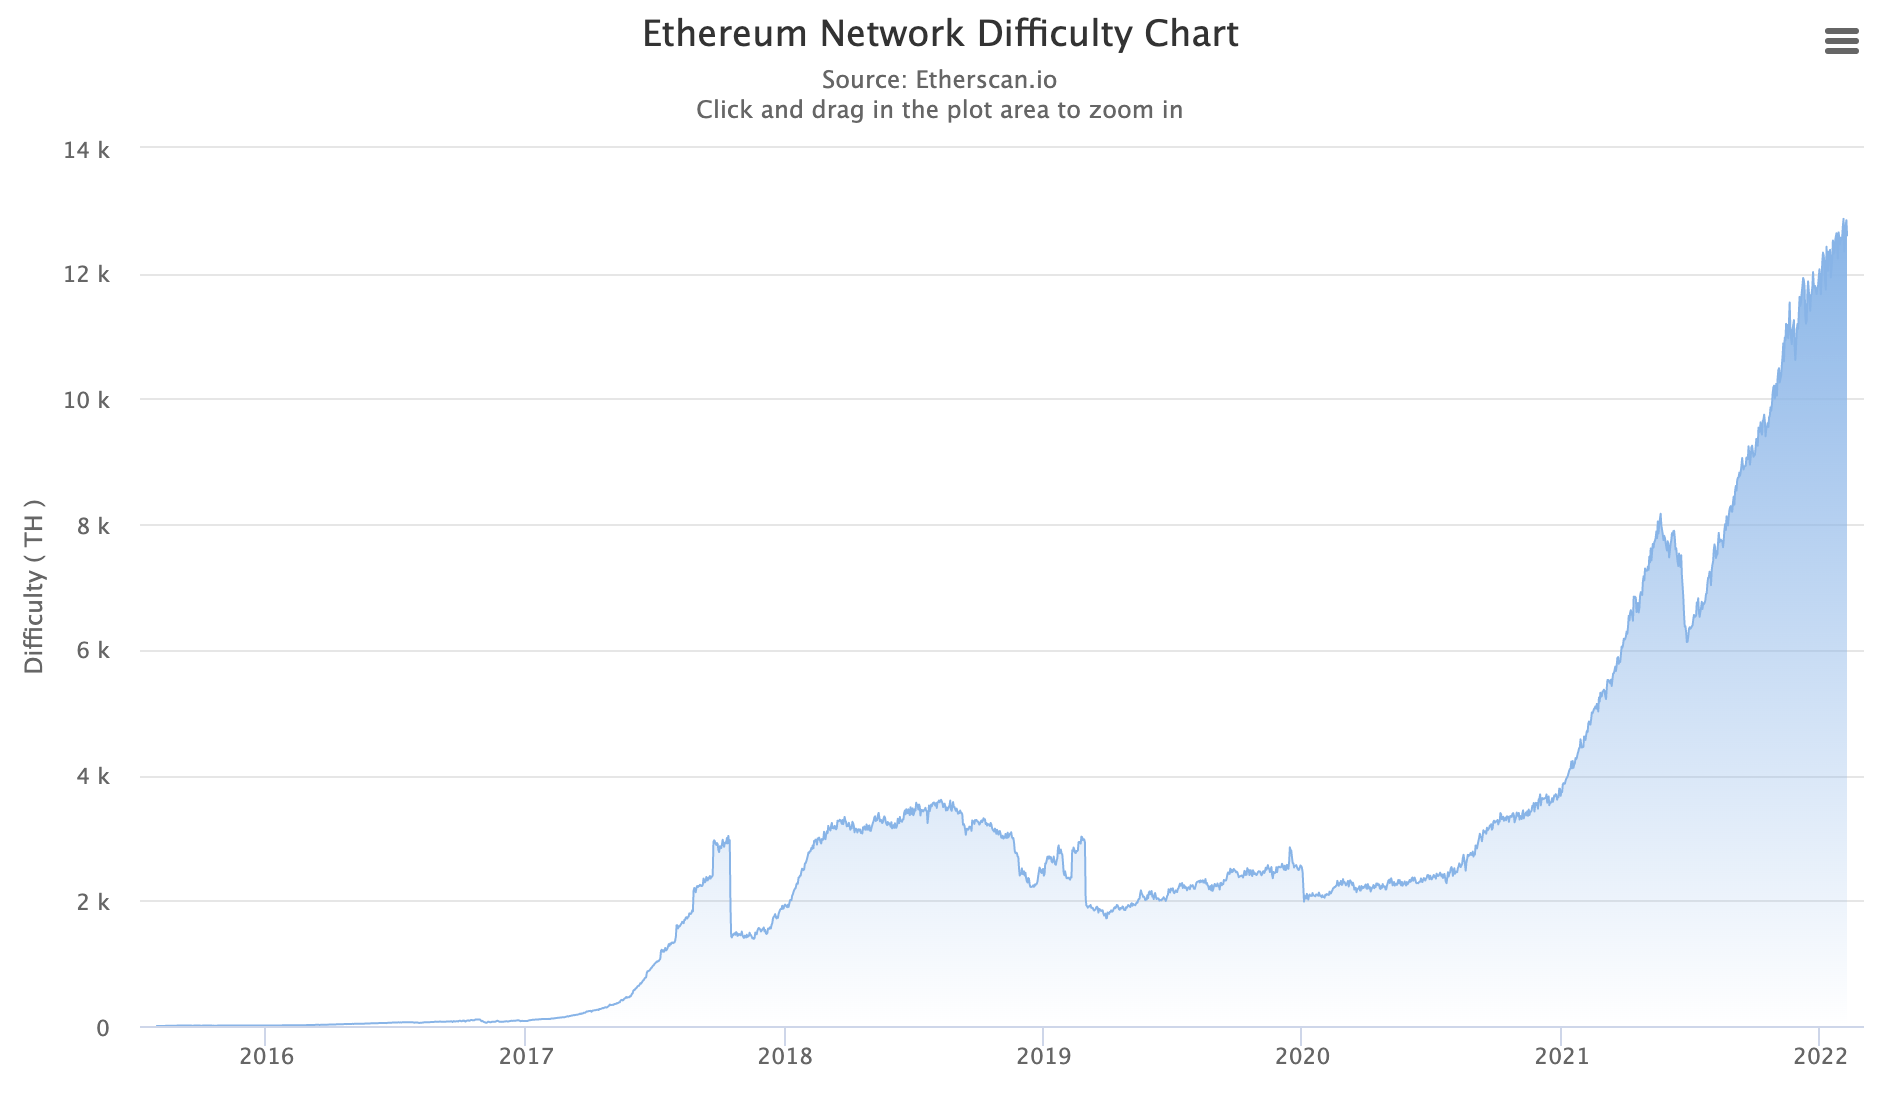 Ethereum Network Difficulty Chart
Source: Etherscan.io
Click and drag in the plot area to zoom in
Difficulty ( TH )
14 k
12 k
10 k
8 k
6 k
4 k
2 k
0
2016 2017 2018 2019 2020 2021 2022